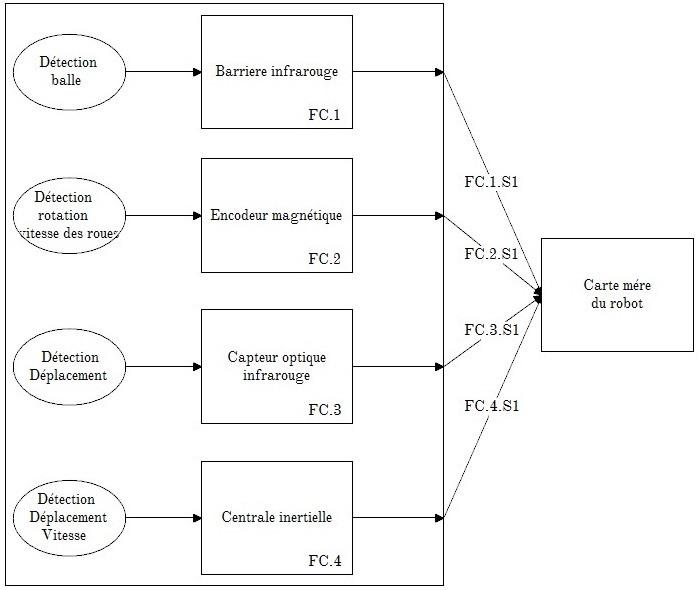 Détection
balle
Barriere infrarouge
FC.1
FC.1.S1
Détection
rotation
vitesse des roues
Encodeur magnétique
FC.2
FC.2.S1
Carte mére
du robot
Détection
Déplacement
Capteur optique
infrarouge
FC.3
FC.3.S1
Détection
Déplacement
Vitesse
Centrale inertielle
FC.4
FC.4.S1